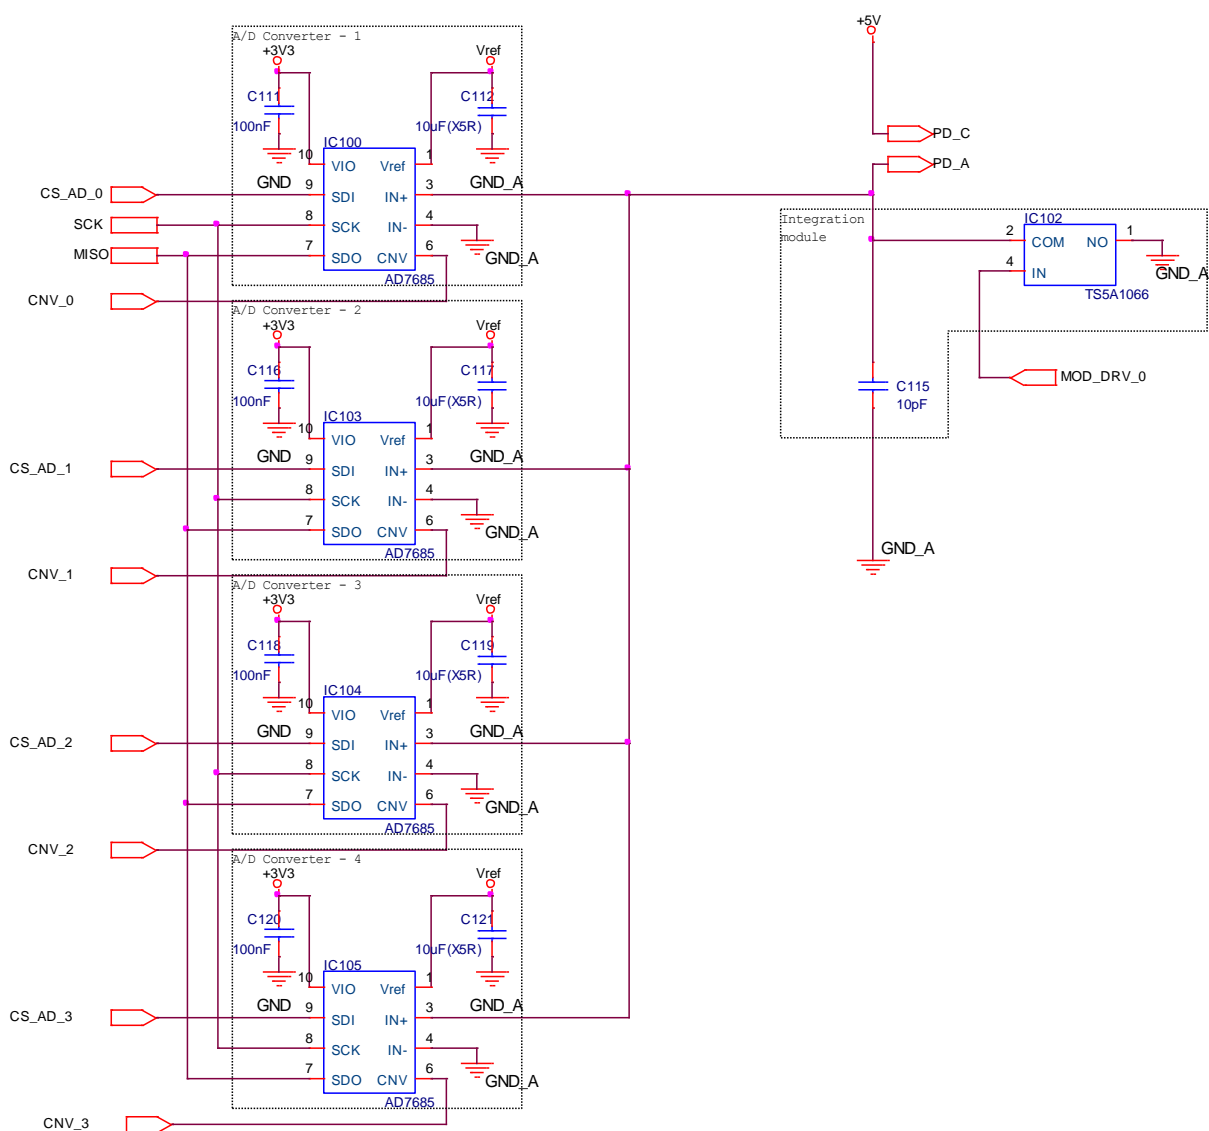 A/D Converter - 1
+3V3
Vref
C111
100nF
C112
10uF(X5R)
IC100
GND
GND_A
10
VIO
Vref
1
CS_AD_0
9
SDI
IN+
3
SCK
8
SCK
IN-
4
MISO
7
SDO
CNV
6
GND_A
AD7685
CNV_0
A/D Converter - 2
+3V3
Vref
C116
100nF
C117
10uF(X5R)
IC103
GND
GND_A
10
VIO
Vref
1
CS_AD_1
9
SDI
IN+
3
8
SCK
IN-
4
7
SDO
CNV
6
GND_A
AD7685
CNV_1
A/D Converter - 3
+3V3
Vref
C118
100nF
C119
10uF(X5R)
IC104
GND
GND_A
10
VIO
Vref
1
CS_AD_2
9
SDI
IN+
3
8
SCK
IN-
4
7
SDO
CNV
6
GND_A
AD7685
CNV_2
A/D Converter - 4
+3V3
Vref
C120
100nF
C121
10uF(X5R)
IC105
GND
GND_A
10
VIO
Vref
1
CS_AD_3
9
SDI
IN+
3
8
SCK
IN-
4
7
SDO
CNV
6
GND_A
AD7685
CNV_3
+5V
PD_C
PD_A
Integration
module
IC102
2
COM
NO
1
4
IN
GND_A
TS5A1066
MOD_DRV_0
C115
10pF
GND_A